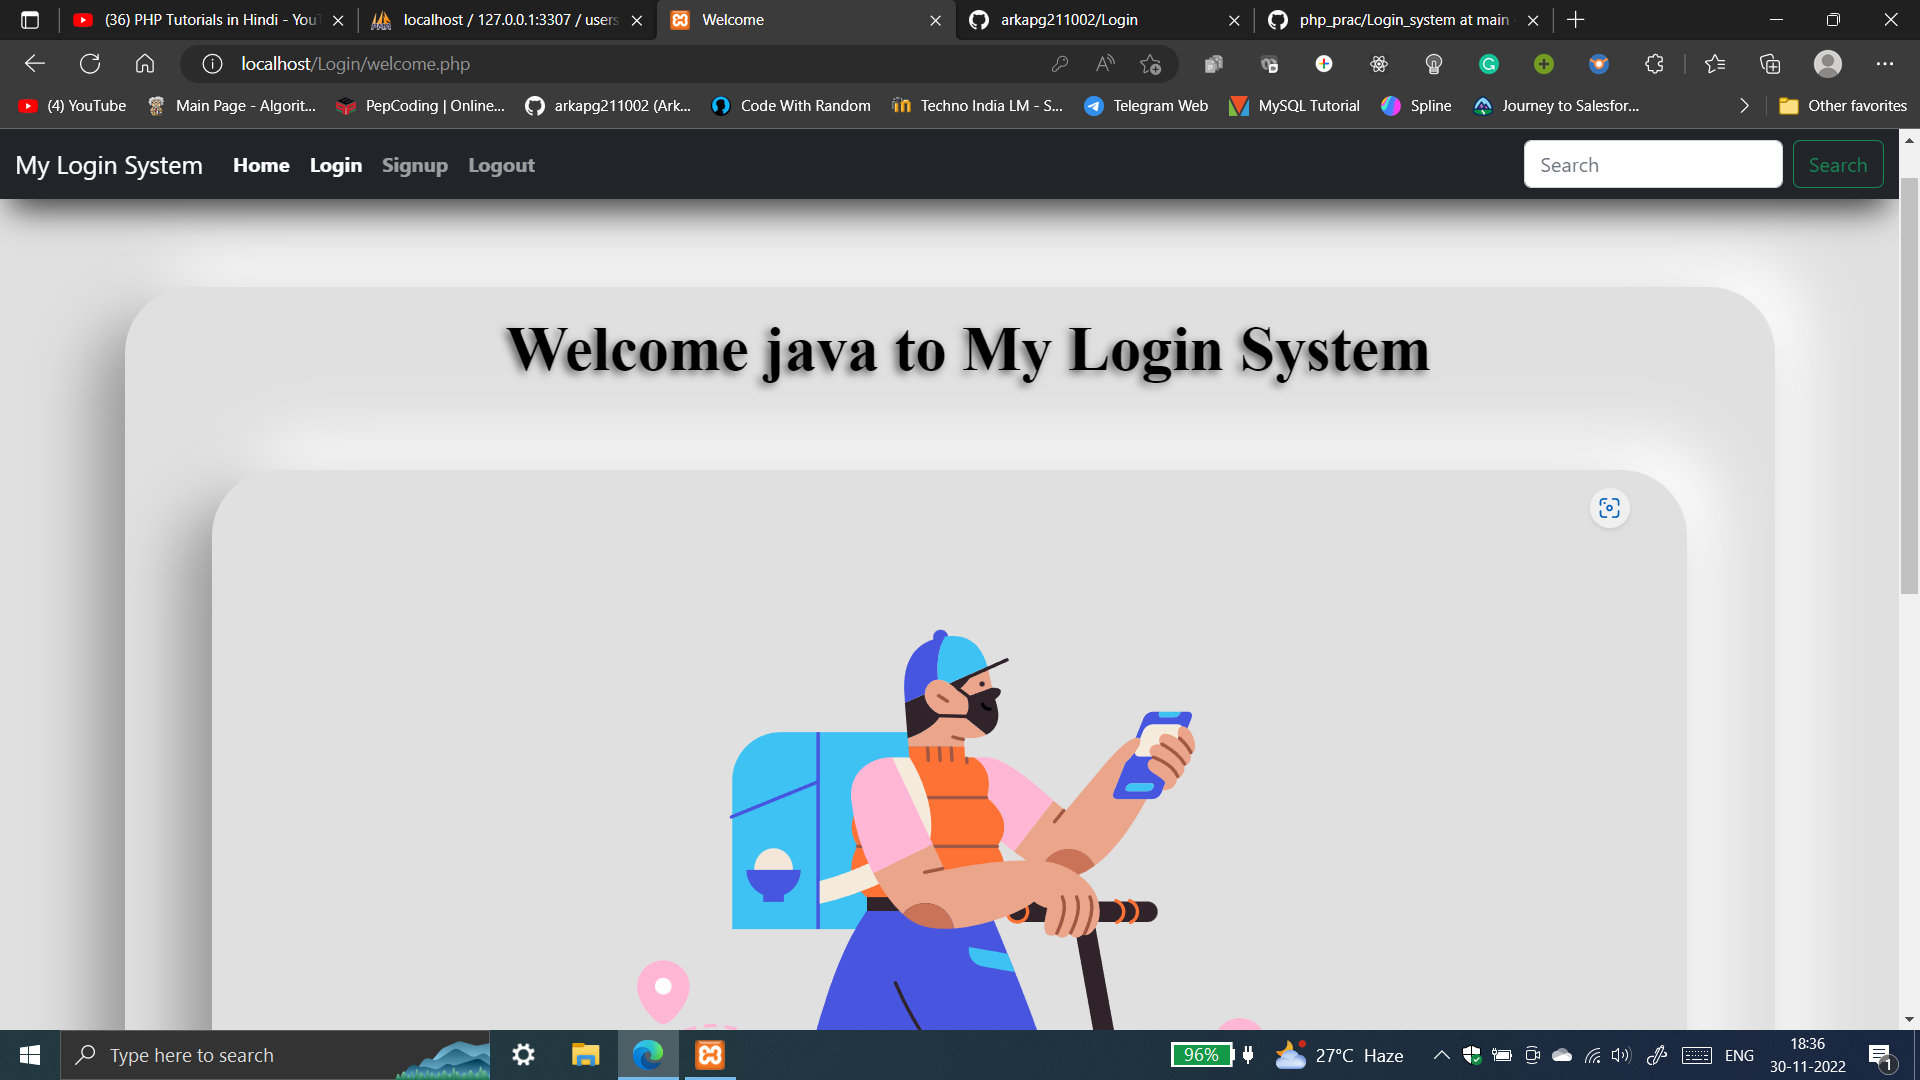 (36) PHP Tutorials in Hindi - You
localhost / 127.0.0.1:3307 / users
Welcome
arkapg211002/Login
php_prac/Login_system at main
localhost/Login/welcome.php
(4) YouTube
Main Page - Algorit...
PepCoding | Online...
arkapg211002 (Ark...
Code With Random
Techno India LM - S...
Telegram Web
MySQL Tutorial
Spline
Journey to Salesfor...
Other favorites
My Login System
Home
Login
Signup
Logout
Search
Search
Welcome java to My Login System
Type here to search
96%
27°C Haze
ENG
18:36
30-11-2022
1